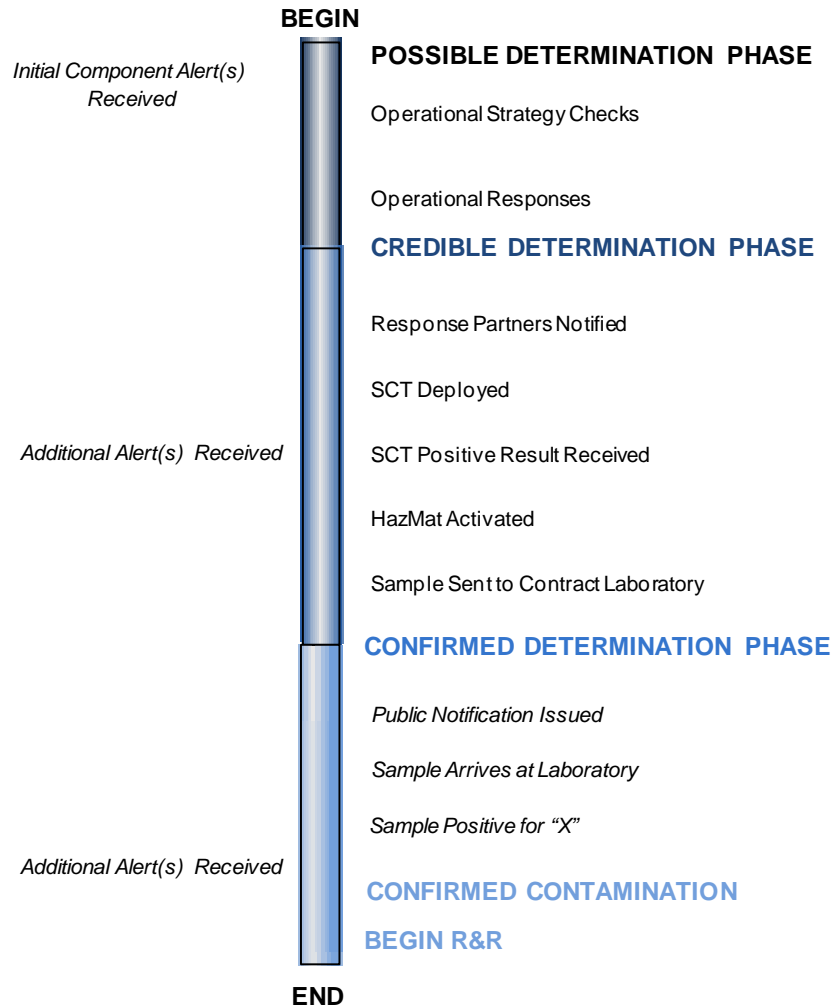 BEGIN
POSSIBLE DETERMINATION PHASE
Initial Component Alert(s)
Received
Operational Strategy Checks
Operational Responses
CREDIBLE DETERMINATION PHASE
Response Partners Notified
SCT Deployed
Additional Alert(s) Received
SCT Positive Result Received
HazMat Activated
Sample Sent to Contract Laboratory
CONFIRMED DETERMINATION PHASE
Public Notification Issued
Sample Arrives at Laboratory
Sample Positive for “X”
Additional Alert(s) Received
CONFIRMED CONTAMINATION
BEGIN R&R
END